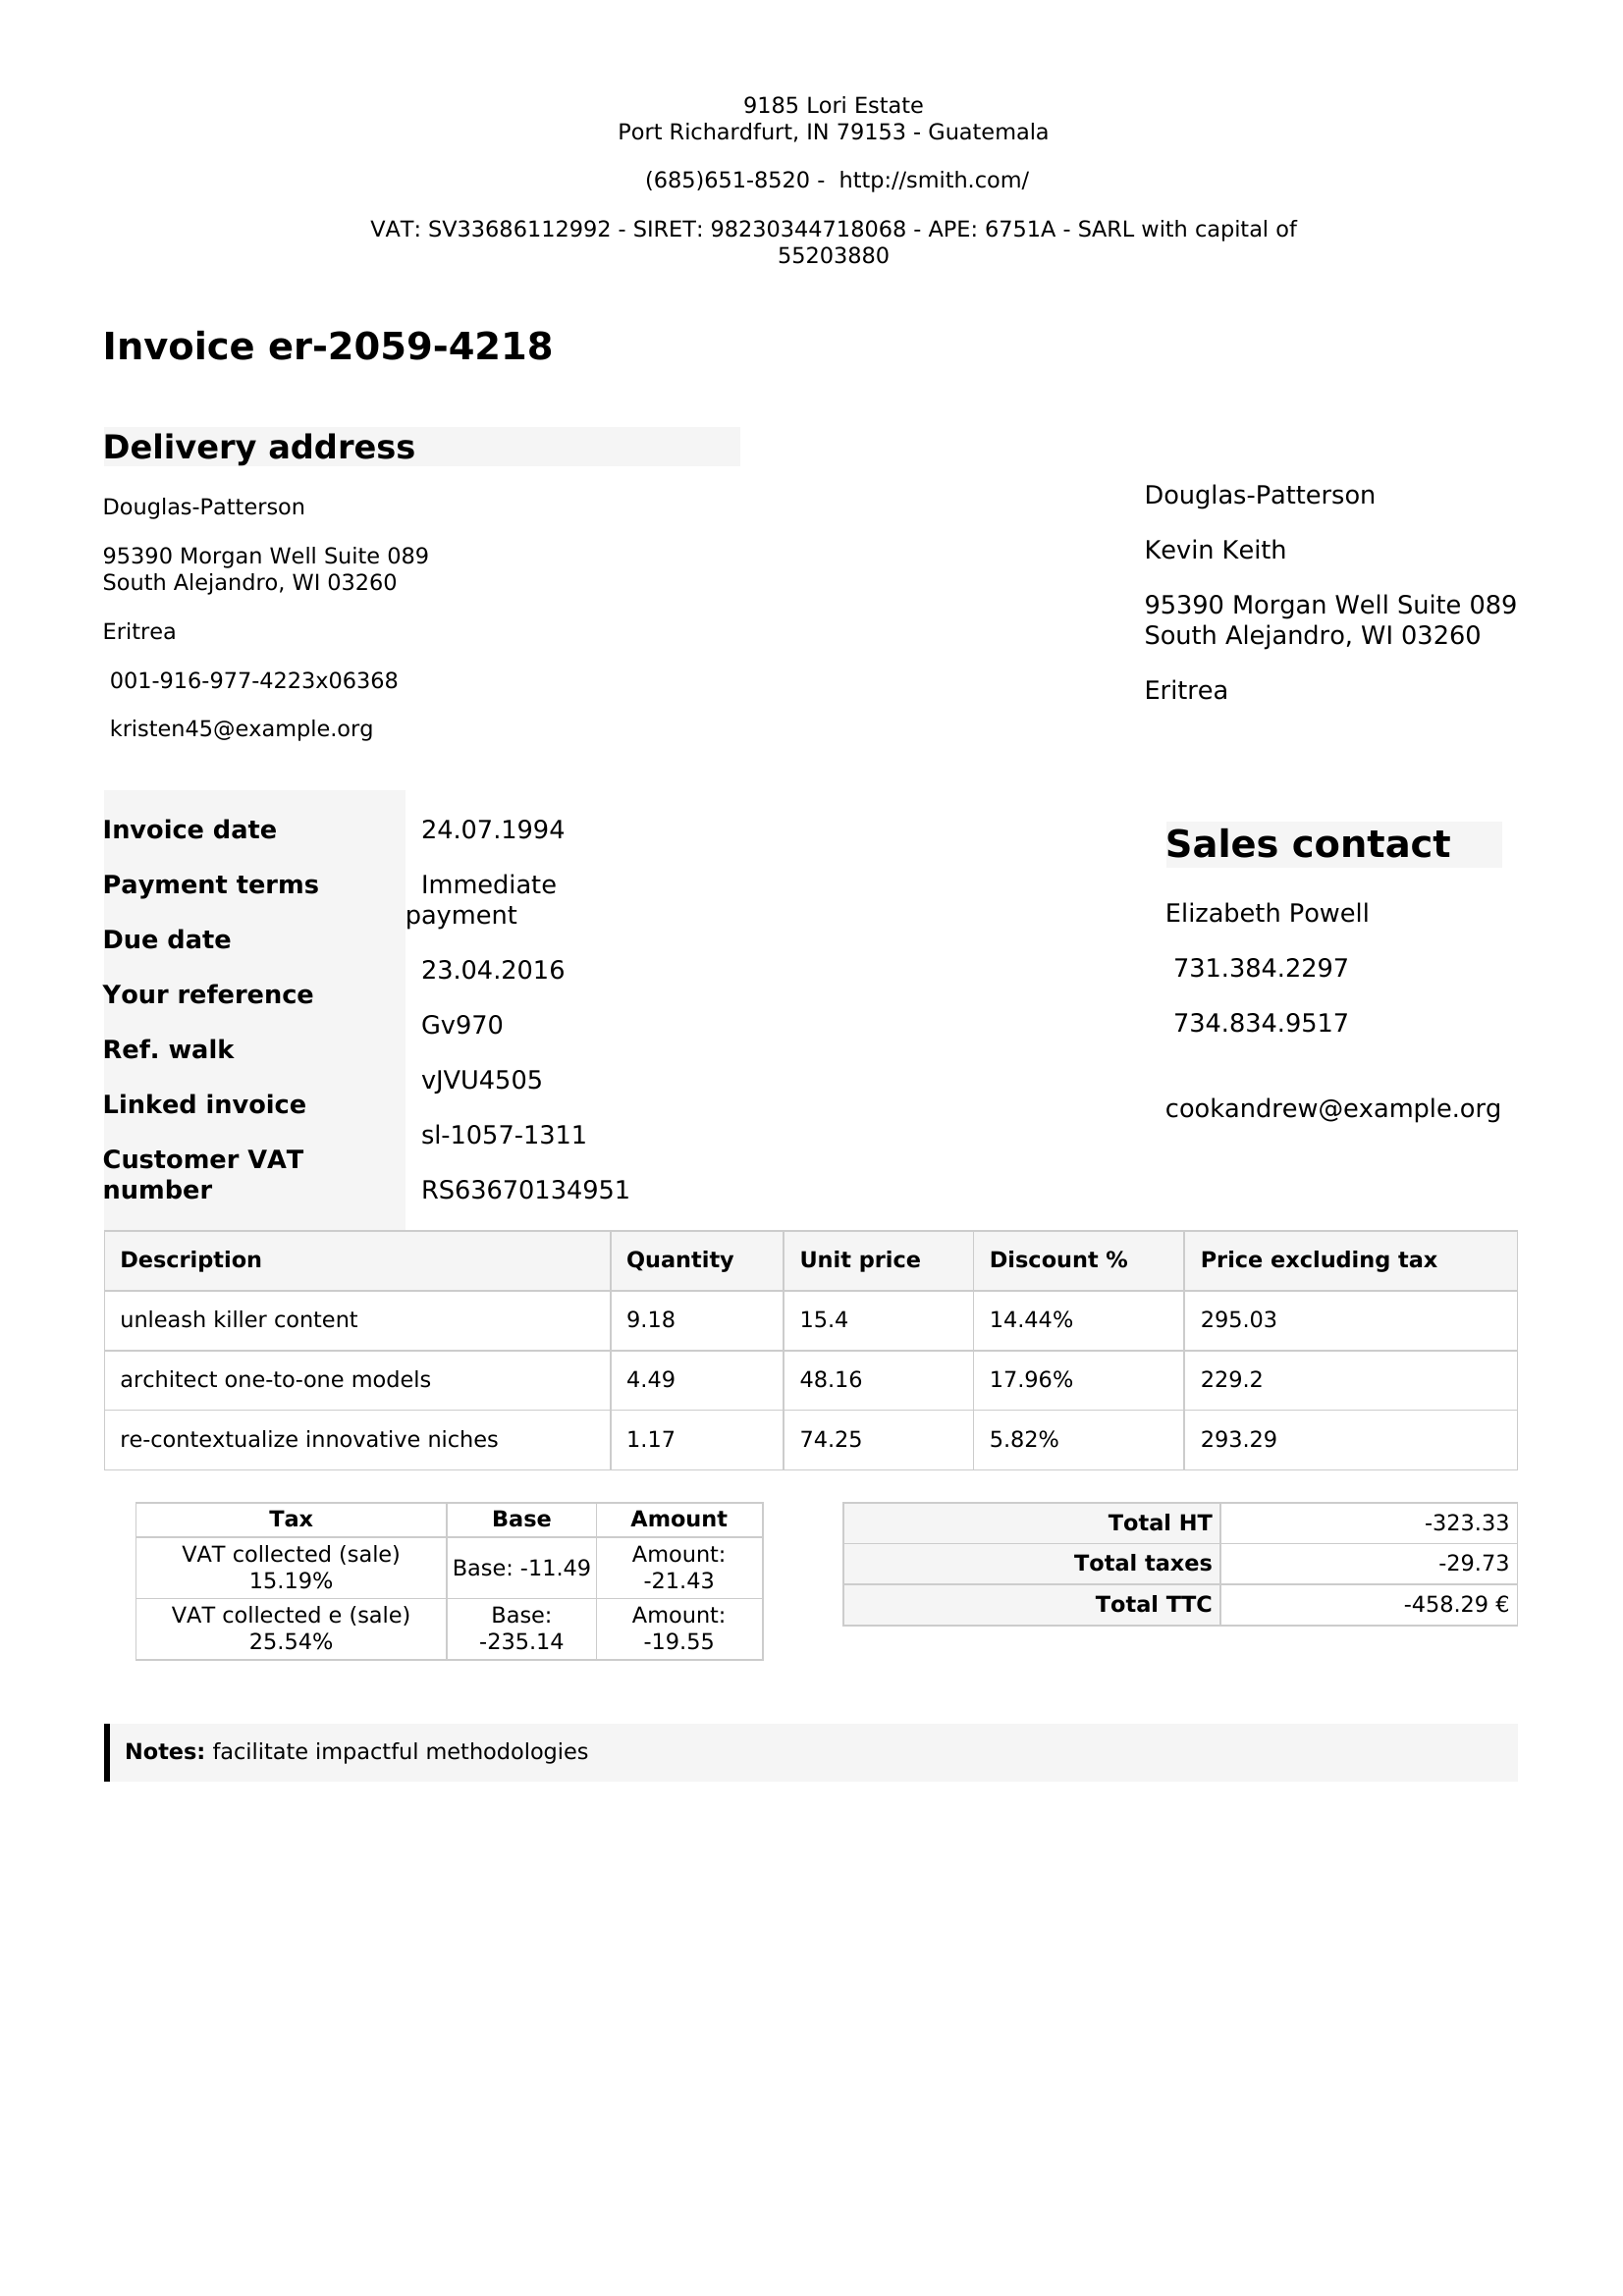 9185 Lori Estate
Port Richardfurt, IN 79153 - Guatemala
(685)651-8520 - http://smith.com/
VAT: SV33686112992 - SIRET: 98230344718068 - APE: 6751A - SARL with capital of
55203880
Invoice er-2059-4218
Delivery address
Douglas-Patterson
95390 Morgan Well Suite 089
South Alejandro, WI 03260
Eritrea
001-916-977-4223x06368
kristen45@example.org
Douglas-Patterson
Kevin Keith
95390 Morgan Well Suite 089
South Alejandro, WI 03260
Eritrea
Invoice date
Payment terms
Due date
Your reference
Ref. walk
Linked invoice
Customer VAT
number
24.07.1994
Immediate
payment
23.04.2016
Gv970
vJVU4505
sl-1057-1311
RS63670134951
Sales contact
Elizabeth Powell
731.384.2297
734.834.9517
cookandrew@example.org
Description Quantity Unit price Discount % Price excluding tax
unleash killer content 9.18 15.4 14.44% 295.03
architect one-to-one models 4.49 48.16 17.96% 229.2
re-contextualize innovative niches 1.17 74.25 5.82% 293.29
Tax Base Amount
VAT collected (sale)
15.19%
Base: -11.49
Amount:
-21.43
VAT collected e (sale)
25.54%
Base:
-235.14
Amount:
-19.55
Total HT -323.33
Total taxes -29.73
Total TTC -458.29 €
Notes: facilitate impactful methodologies